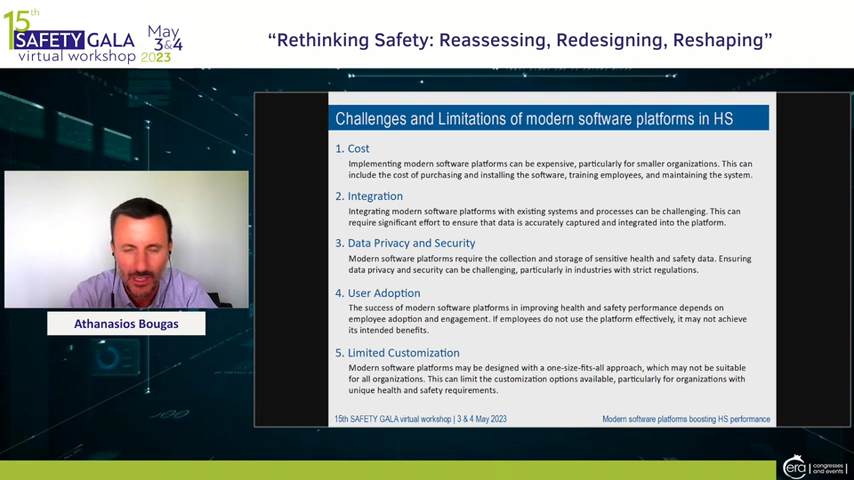 15th
SAFETY GALA
virtual workshop
May
3&4
2023
“Rethinking Safety: Reassessing, Redesigning, Reshaping”
Challenges and Limitations of modern software platforms in HS
1. Cost
Implementing modern software platforms can be expensive, particularly for smaller organizations. This can
include the cost of purchasing and installing the software, training employees, and maintaining the system.
2. Integration
Integrating modern software platforms with existing systems and processes can be challenging. This can
require significant effort to ensure that data is accurately captured and integrated into the platform.
3. Data Privacy and Security
Modern software platforms require the collection and storage of sensitive health and safety data. Ensuring
data privacy and security can be challenging, particularly in industries with strict regulations.
4. User Adoption
The success of modern software platforms in improving health and safety performance depends on
employee adoption and engagement. If employees do not use the platform effectively, it may not achieve
its intended benefits.
5. Limited Customization
Modern software platforms may be designed with a one-size-fits-all approach, which may not be suitable
for all organizations. This can limit the customization options available, particularly for organizations with
unique health and safety requirements.
15th SAFETY GALA virtual workshop | 3 & 4 May 2023
Modern software platforms boosting HS performance
Athanasios Bougas
era
congresses
and events